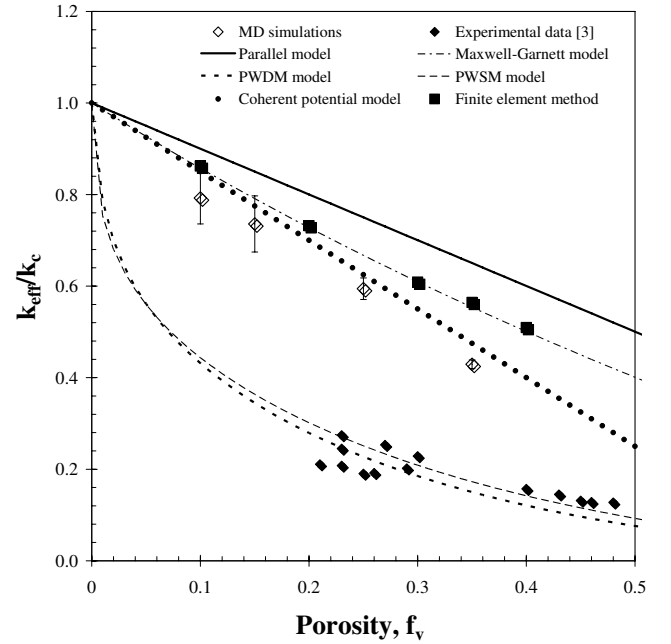 MD simulations
Experimental data [3]
Parallel model
Maxwell-Garnett model
PWDM model
PWSM model
Coherent potential model
Finite element method
1.0
0.8
0.6
0.4
0.2
0.0
k_eff/k_c
0
0.1
0.2
0.3
0.4
0.5
Porosity, f_v